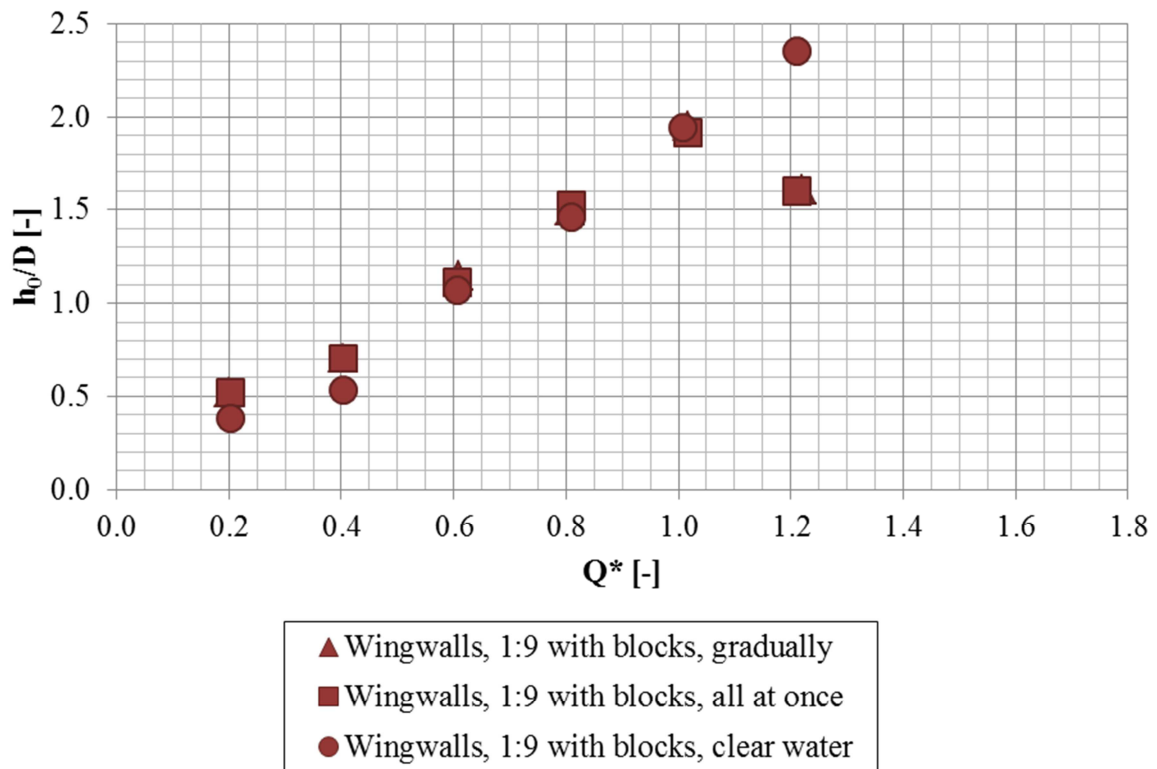 2.5
2.0
1.5
1.0
0.5
0.0
h₀/D [-]
0.0 0.2 0.4 0.6 0.8 1.0 1.2 1.4 1.6 1.8
Q* [-]
Wingwalls, 1:9 with blocks, gradually
Wingwalls, 1:9 with blocks, all at once
Wingwalls, 1:9 with blocks, clear water